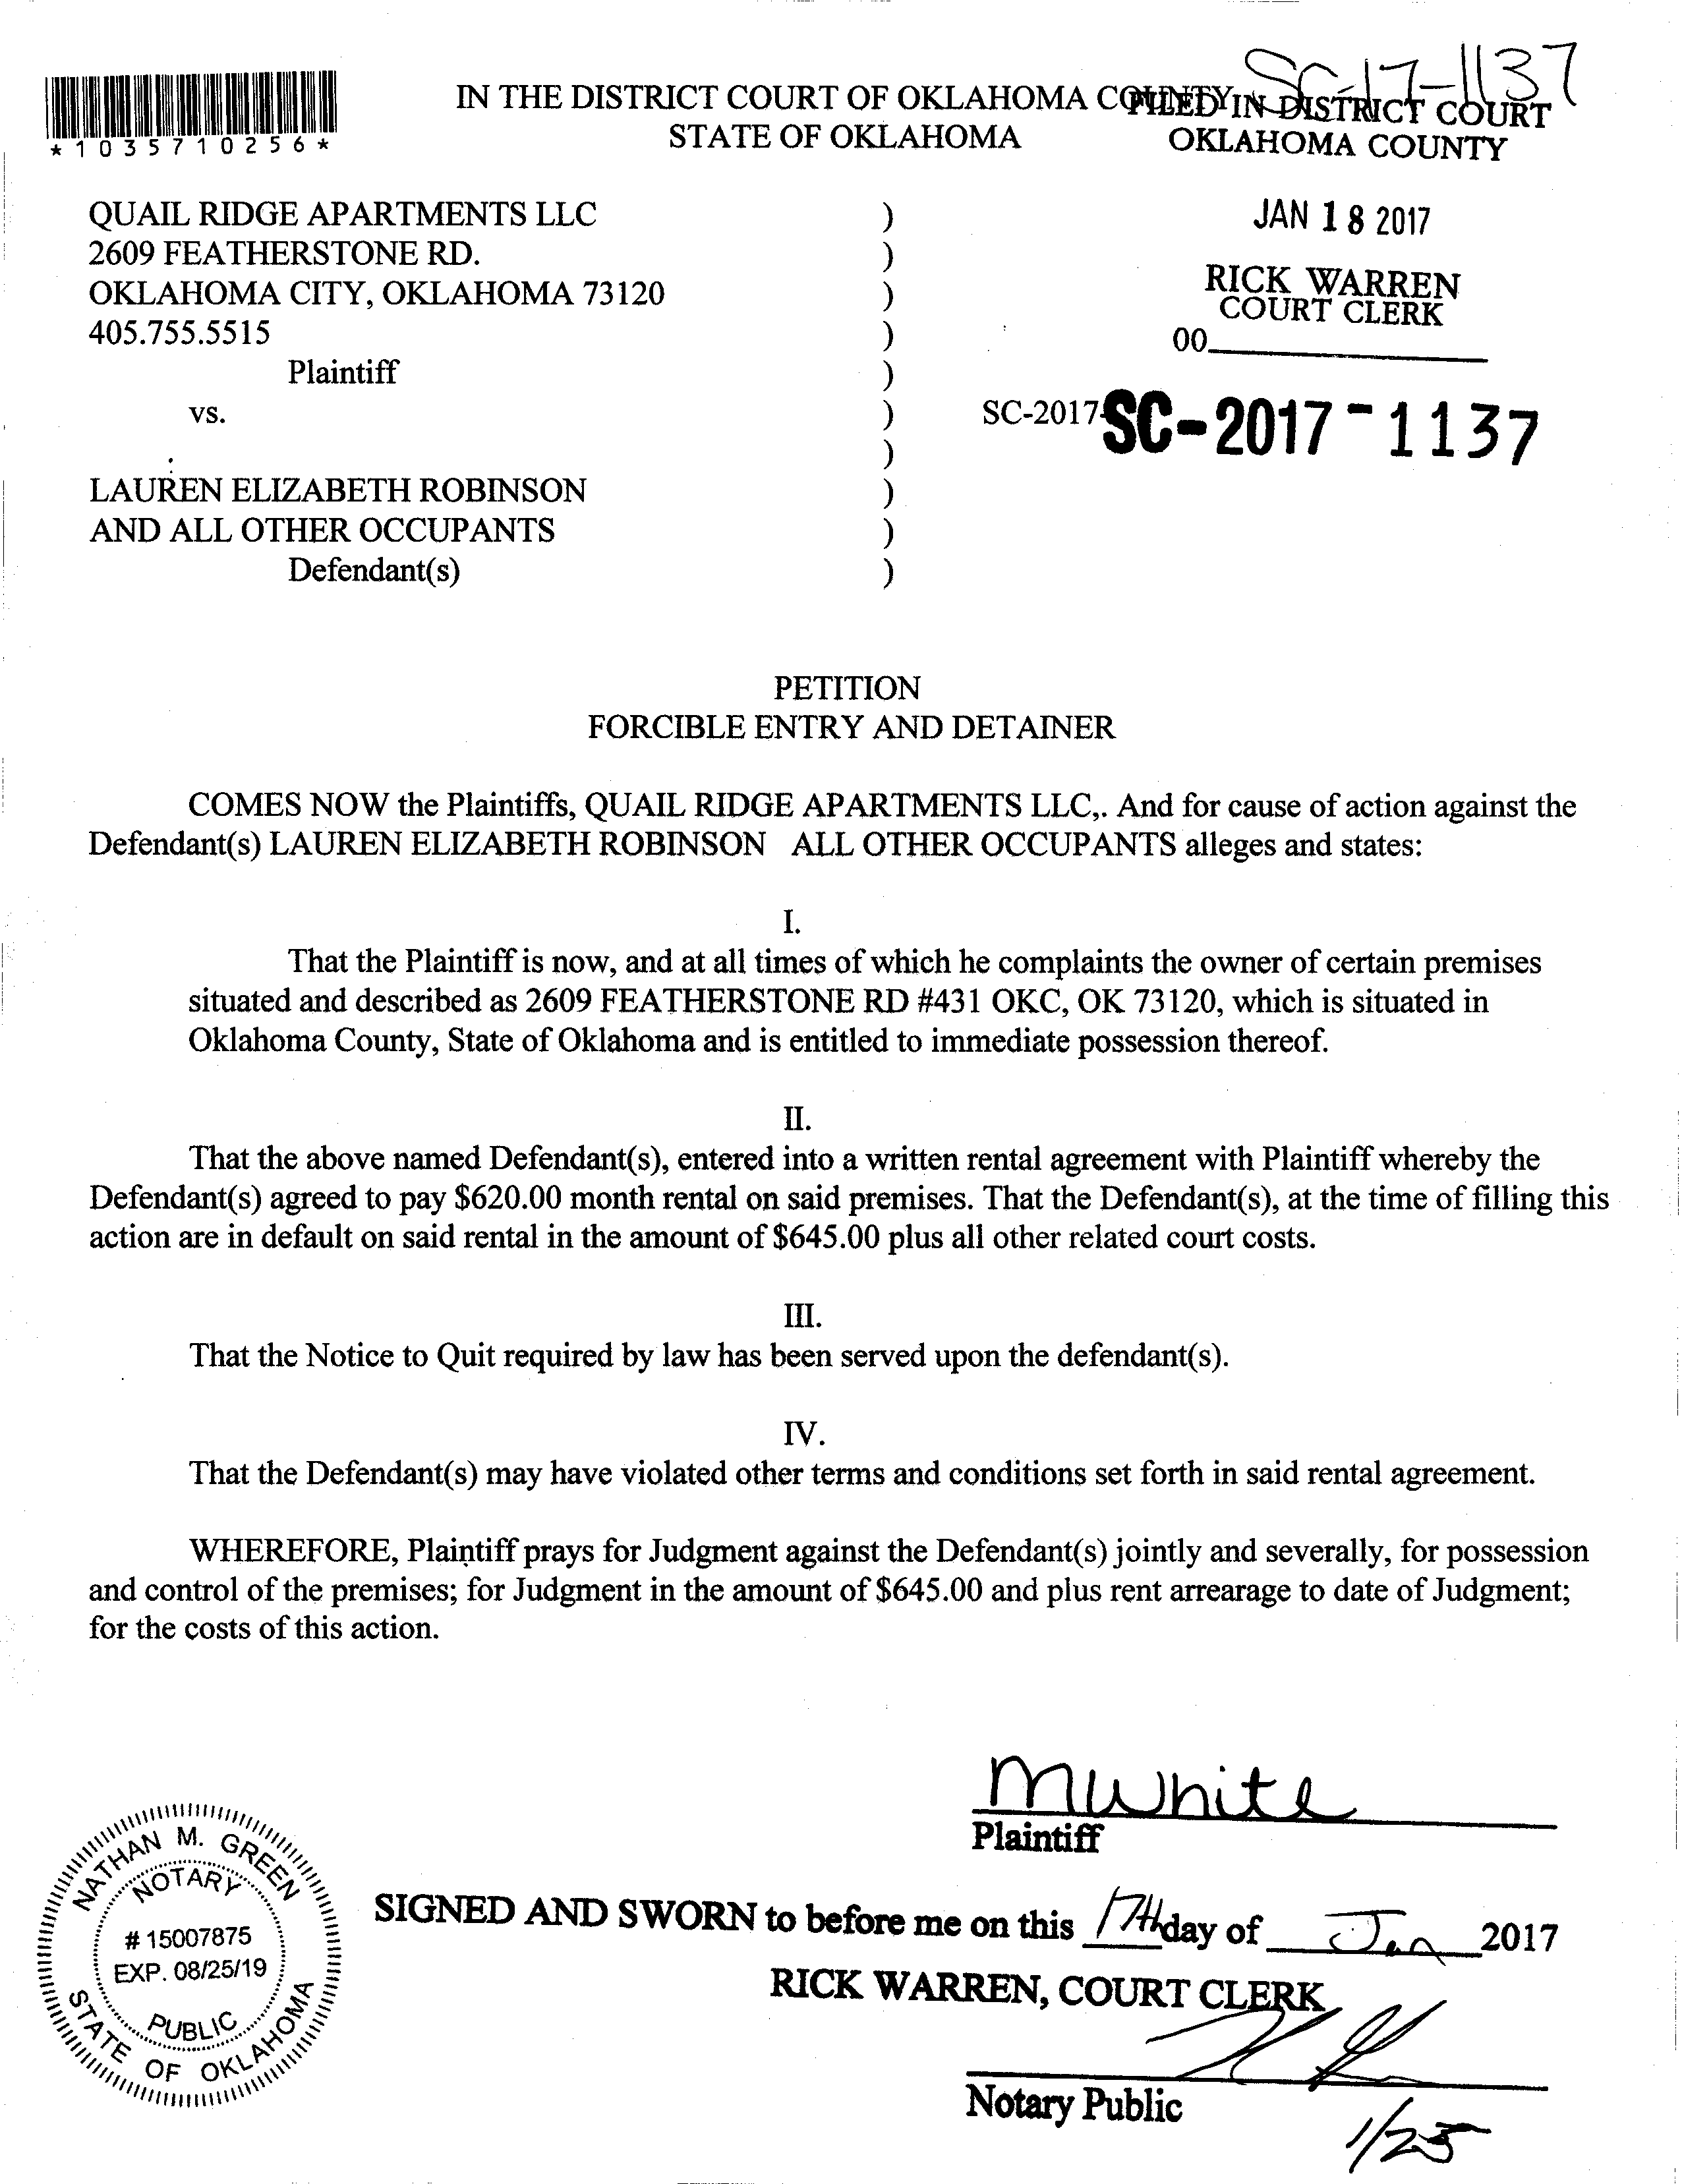 SC-17-1137
*1035710256*
IN THE DISTRICT COURT OF OKLAHOMA COUNTY
STATE OF OKLAHOMA
FILED IN DISTRICT COURT
OKLAHOMA COUNTY
JAN 18 2017
RICK WARREN
COURT CLERK
00
QUAIL RIDGE APARTMENTS LLC )
2609 FEATHERSTONE RD. )
OKLAHOMA CITY, OKLAHOMA 73120 )
405.755.5515 )
Plaintiff )
vs. ) SC-2017- SC-2017-1137
)
LAUREN ELIZABETH ROBINSON )
AND ALL OTHER OCCUPANTS )
Defendant(s) )
PETITION
FORCIBLE ENTRY AND DETAINER
COMES NOW the Plaintiffs, QUAIL RIDGE APARTMENTS LLC,. And for cause of action against the
Defendant(s) LAUREN ELIZABETH ROBINSON ALL OTHER OCCUPANTS alleges and states:
I.
That the Plaintiff is now, and at all times of which he complaints the owner of certain premises
situated and described as 2609 FEATHERSTONE RD #431 OKC, OK 73120, which is situated in
Oklahoma County, State of Oklahoma and is entitled to immediate possession thereof.
II.
That the above named Defendant(s), entered into a written rental agreement with Plaintiff whereby the
Defendant(s) agreed to pay $620.00 month rental on said premises. That the Defendant(s), at the time of filling this
action are in default on said rental in the amount of $645.00 plus all other related court costs.
III.
That the Notice to Quit required by law has been served upon the defendant(s).
IV.
That the Defendant(s) may have violated other terms and conditions set forth in said rental agreement.
WHEREFORE, Plaintiff prays for Judgment against the Defendant(s) jointly and severally, for possession
and control of the premises; for Judgment in the amount of $645.00 and plus rent arrearage to date of Judgment;
for the costs of this action.
MWhite
Plaintiff
NATHAN M. GREEN
NOTARY
# 15007875
EXP. 08/25/19
PUBLIC
STATE OF OKLAHOMA
SIGNED AND SWORN to before me on this 17th day of Jan 2017
RICK WARREN, COURT CLERK
Notary Public
1/25